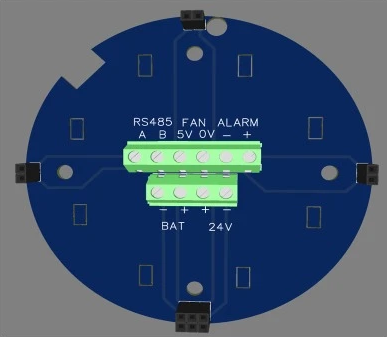 RS485 FAN ALARM
A B 5V 0V - +
- + + -
BAT 24V